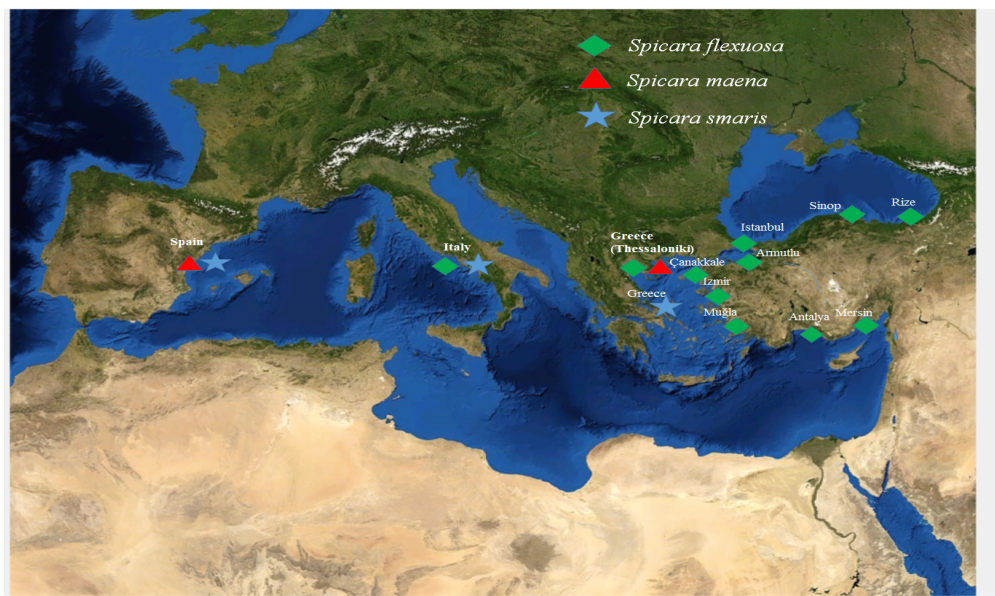 Spicara flexuosa
Spicara maena
Spicara smaris
Sinop
Rize
Istanbul
Spain
Italy
Greece
(Thessaloniki)
Armutlu
Çanakkale
Izmir
Greece
Muğla
Antalya
Mersin